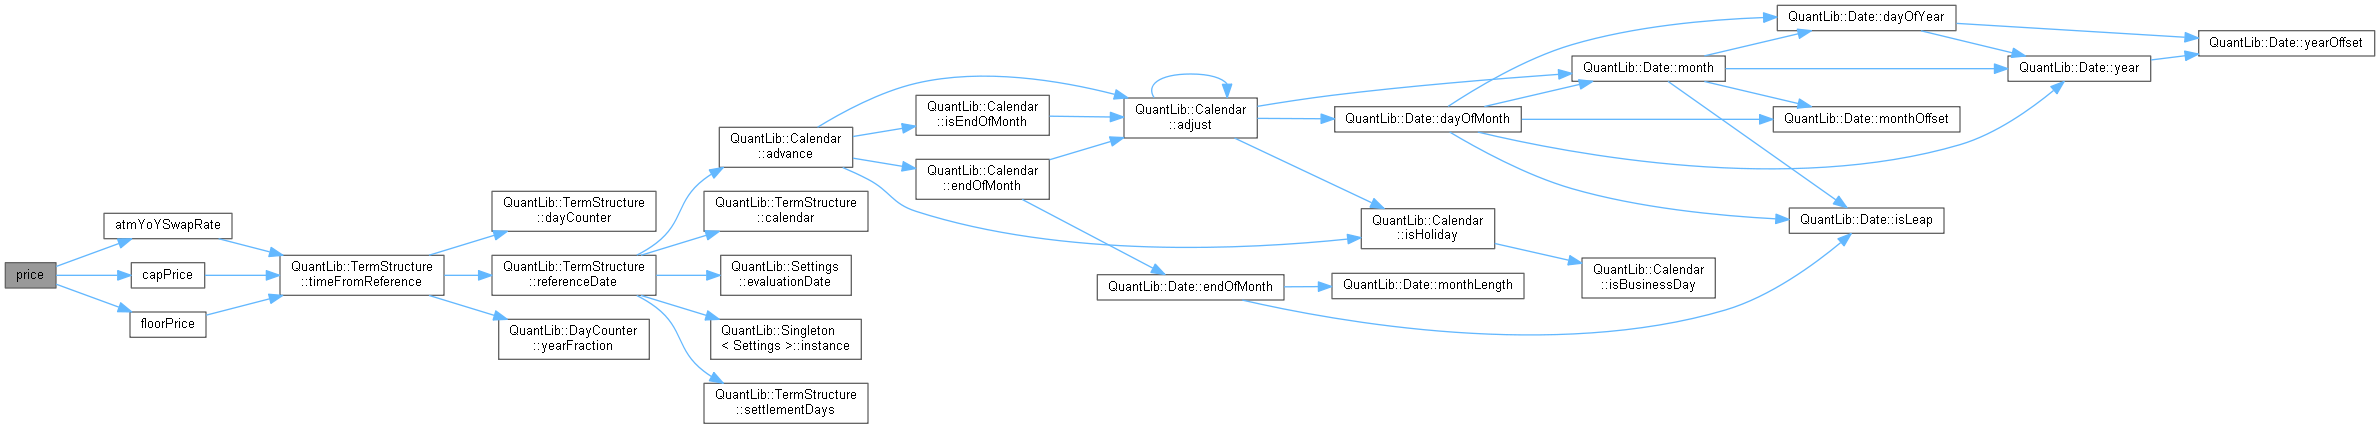 price
atmYoYSwapRate
capPrice
floorPrice
QuantLib::TermStructure
::timeFromReference
QuantLib::TermStructure
::dayCounter
QuantLib::TermStructure
::referenceDate
QuantLib::DayCounter
::yearFraction
QuantLib::Calendar
::advance
QuantLib::TermStructure
::calendar
QuantLib::Settings
::evaluationDate
QuantLib::Singleton
< Settings >::instance
QuantLib::TermStructure
::settlementDays
QuantLib::Calendar
::isEndOfMonth
QuantLib::Calendar
::endOfMonth
QuantLib::Calendar
::adjust
QuantLib::Date::endOfMonth
QuantLib::Date::dayOfMonth
QuantLib::Calendar
::isHoliday
QuantLib::Date::monthLength
QuantLib::Date::month
QuantLib::Calendar
::isBusinessDay
QuantLib::Date::dayOfYear
QuantLib::Date::monthOffset
QuantLib::Date::isLeap
QuantLib::Date::year
QuantLib::Date::yearOffset